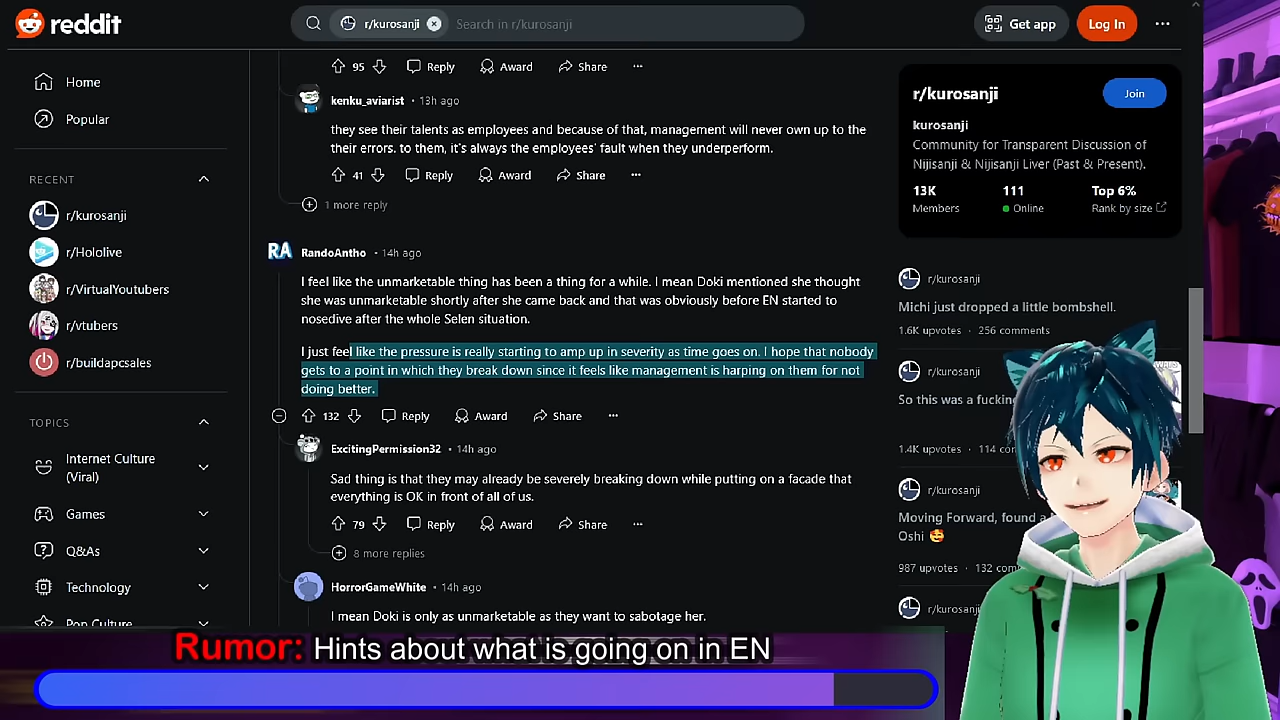 reddit
r/kurosanji
Search in r/kurosanji
Get app
Log In
Home
Popular
RECENT
r/kurosanji
r/Hololive
r/VirtualYoutubers
r/vtubers
r/buildapcsales
TOPICS
Internet Culture
(Viral)
Games
Q&As
Technology
Pop Culture
95
Reply
Award
Share
kenku_aviarist • 13h ago
they see their talents as employees and because of that, management will never own up to the
their errors. to them, it's always the employees' fault when they underperform.
41
Reply
Award
Share
1 more reply
RA
RandoAntho • 14h ago
I feel like the unmarketable thing has been a thing for a while. I mean Doki mentioned she thought
she was unmarketable shortly after she came back and that was obviously before EN started to
nosedive after the whole Selen situation.
I just feel like the pressure is really starting to amp up in severity as time goes on. I hope that nobody
gets to a point in which they break down since it feels like management is harping on them for not
doing better.
132
Reply
Award
Share
ExcitingPermission32 • 14h ago
Sad thing is that they may already be severely breaking down while putting on a facade that
everything is OK in front of all of us.
79
Reply
Award
Share
8 more replies
HorrorGameWhite • 14h ago
I mean Doki is only as unmarketable as they want to sabotage her.
r/kurosanji
Join
kurosanji
Community for Transparent Discussion of
Nijisanji & Nijisanji Liver (Past & Present).
13K
111
Top 6%
Members
Online
Rank by size
r/kurosanji
Michi just dropped a little bombshell.
1.6K upvotes · 256 comments
r/kurosanji
So this was a
1.4K upvotes · 114
r/kurosanji
Moving Forward, found a
Oshi 🥰
987 upvotes · 132
r/kurosanji
Rumor: Hints about what is going on in EN